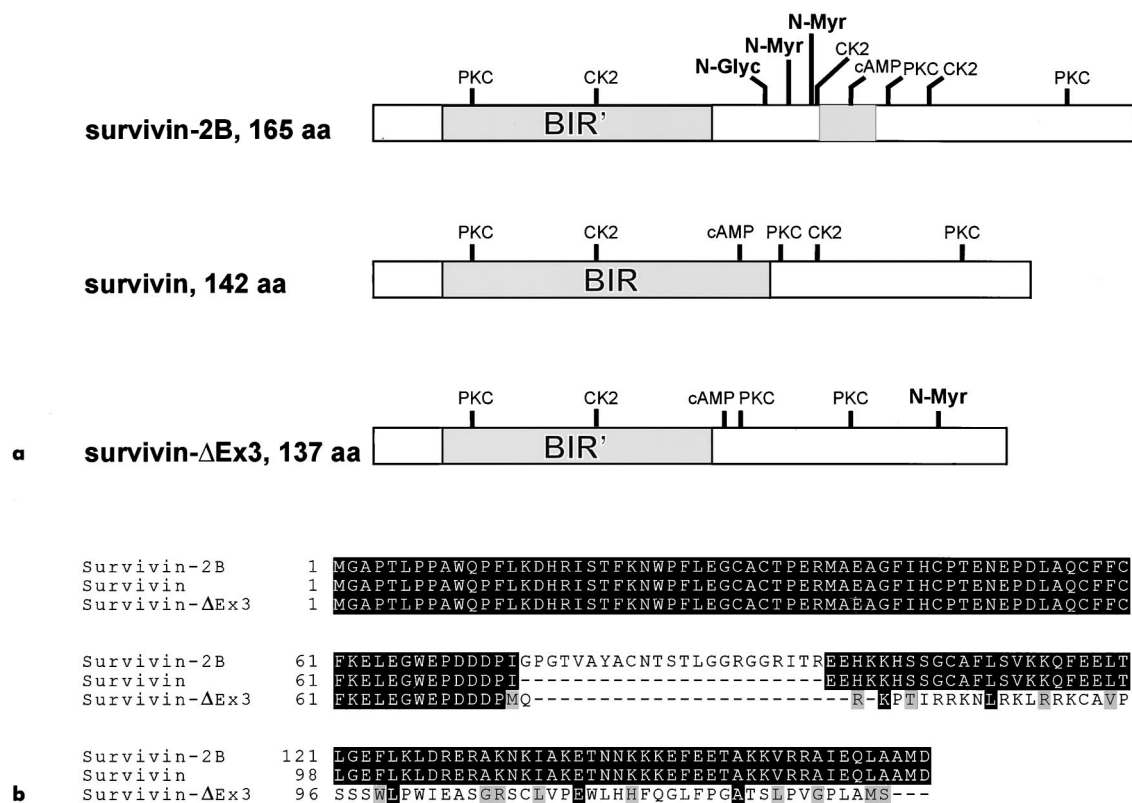 N-Myr
N-Myr
CK2
N-Glyc
cAMP PKC CK2
PKC CK2 PKC
survivin-2B, 165 aa
BIR'
PKC CK2 cAMP PKC CK2 PKC
survivin, 142 aa
BIR
PKC CK2 cAMP PKC PKC N-Myr
a survivin-ΔEx3, 137 aa
BIR'
Survivin-2B 1 MGAPTLPPAWQPFLKDHRISTFKNWPFLEGCACTPERMAEAGFIHCPTENEPDLAQCFFC
Survivin 1 MGAPTLPPAWQPFLKDHRISTFKNWPFLEGCACTPERMAEAGFIHCPTENEPDLAQCFFC
Survivin-ΔEx3 1 MGAPTLPPAWQPFLKDHRISTFKNWPFLEGCACTPERMAEAGFIHCPTENEPDLAQCFFC
Survivin-2B 61 FKELEGWEPDDDPIGPGTVAYACNTSTLGGRGGRITREEHKKHSSGCAFLSVKKQFEELT
Survivin 61 FKELEGWEPDDDPI-----------------------EEHKKHSSGCAFLSVKKQFEELT
Survivin-ΔEx3 61 FKELEGWEPDDDPMQ------------------------R-KPTIRRKNLRKLRRKCAVP
Survivin-2B 121 LGEFLKLDRERAKNKIAKETNNKKKEFEETAKKVRRAIEQLAAMD
Survivin 98 LGEFLKLDRERAKNKIAKETNNKKKEFEETAKKVRRAIEQLAAMD
b Survivin-ΔEx3 96 SSSWLPWIEASGRSCLVPEWLHHFQGLFPGATSLPVGPLAMS---